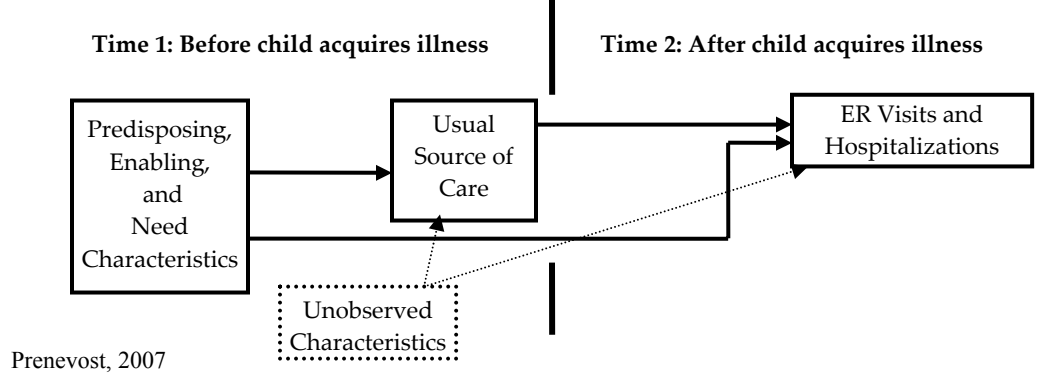 Time 1: Before child acquires illness
Time 2: After child acquires illness
Predisposing,
Enabling,
and
Need
Characteristics
Usual
Source of
Care
ER Visits and
Hospitalizations
Unobserved
Characteristics
Prenevost, 2007